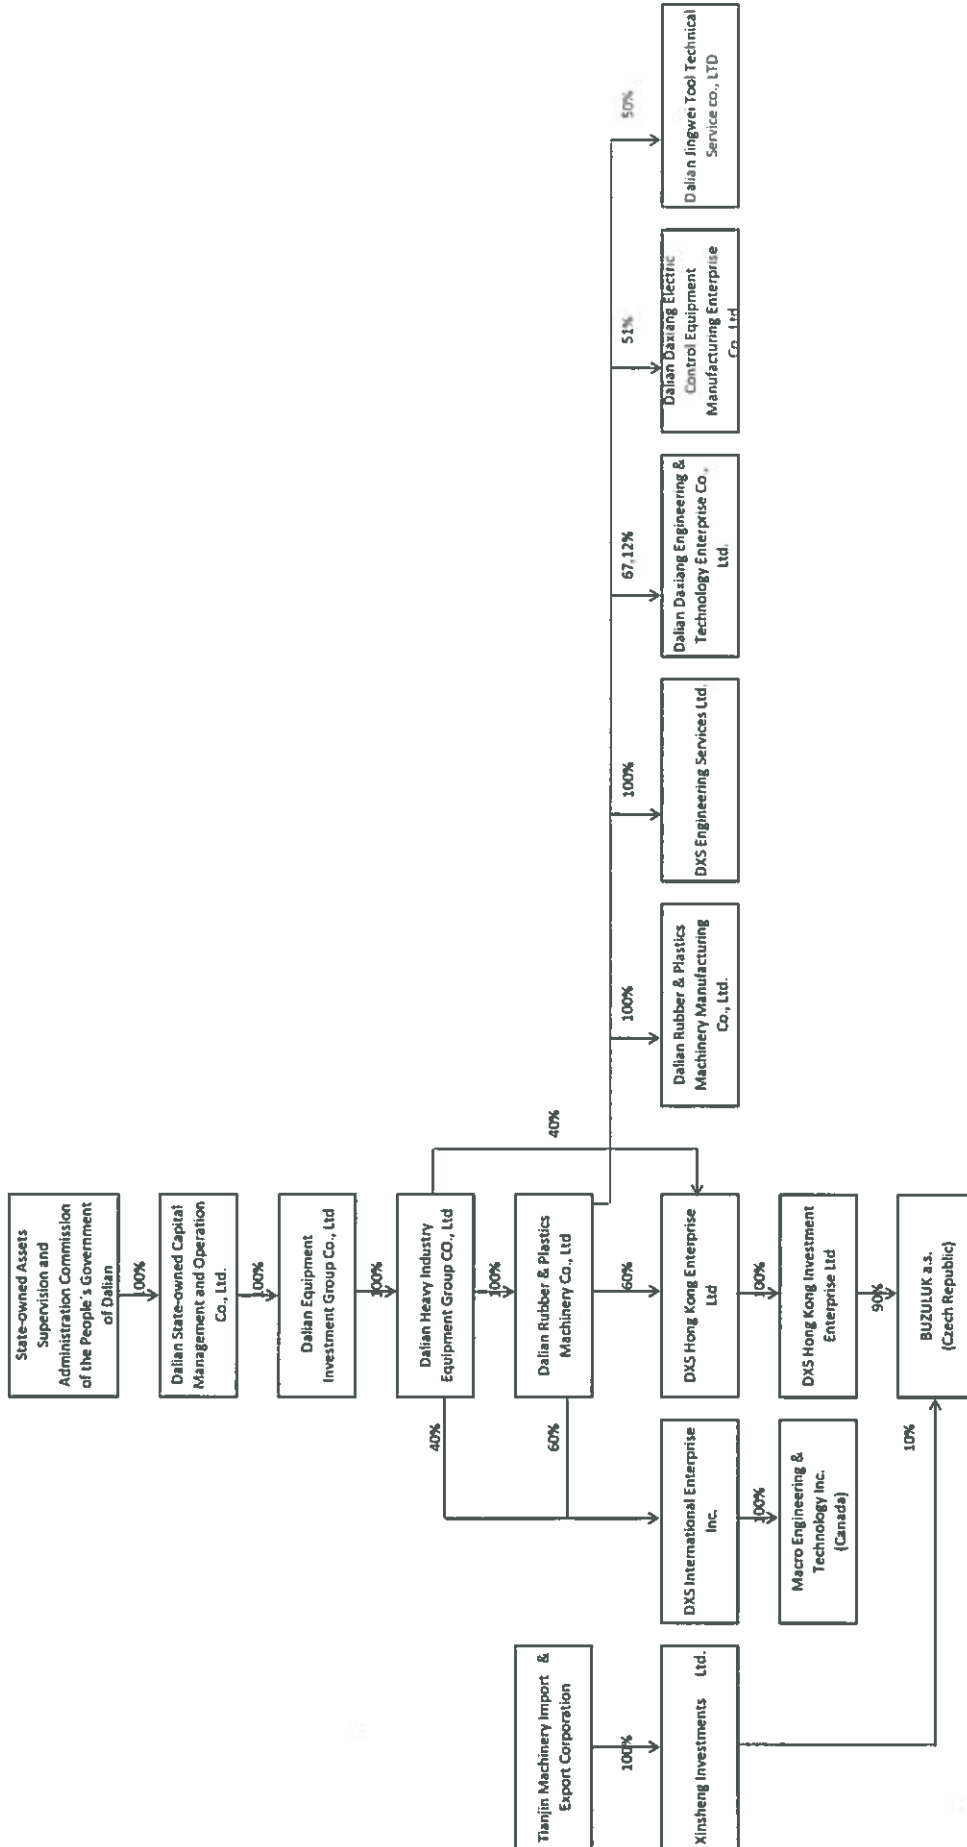 State-owned Assets
Supervision and
Administration Commission
of the People´s Government
of Dalian
100%
Dalian State-owned Capital
Management and Operation
Co., Ltd.
100%
Dalian Equipment
Investment Group Co., Ltd
100%
Dalian Heavy Industry
Equipment Group CO., Ltd
40%
40%
100%
Tianjin Machinery Import &
Export Corporation
Dalian Rubber & Plastics
Machinery Co., Ltd
100%
60%
60%
100%
100%
67,12%
51%
50%
Xinsheng Investments Ltd.
DXS International Enterprise
Inc.
DXS Hong Kong Enterprise
Ltd
Dalian Rubber & Plastics
Machinery Manufacturing
Co., Ltd.
DXS Engineering Services Ltd.
Dalian Daxiang Engineering &
Technology Enterprise Co.,
Ltd.
Dalian Daxiang Electric
Control Equipment
Manufacturing Enterprise
Co., Ltd
Dalian Jingwei Tool Technical
Service co., LTD
100%
100%
Macro Engineering &
Technology Inc.
(Canada)
DXS Hong Kong Investment
Enterprise Ltd
90%
10%
BUZULUK a.s.
(Czech Republic)